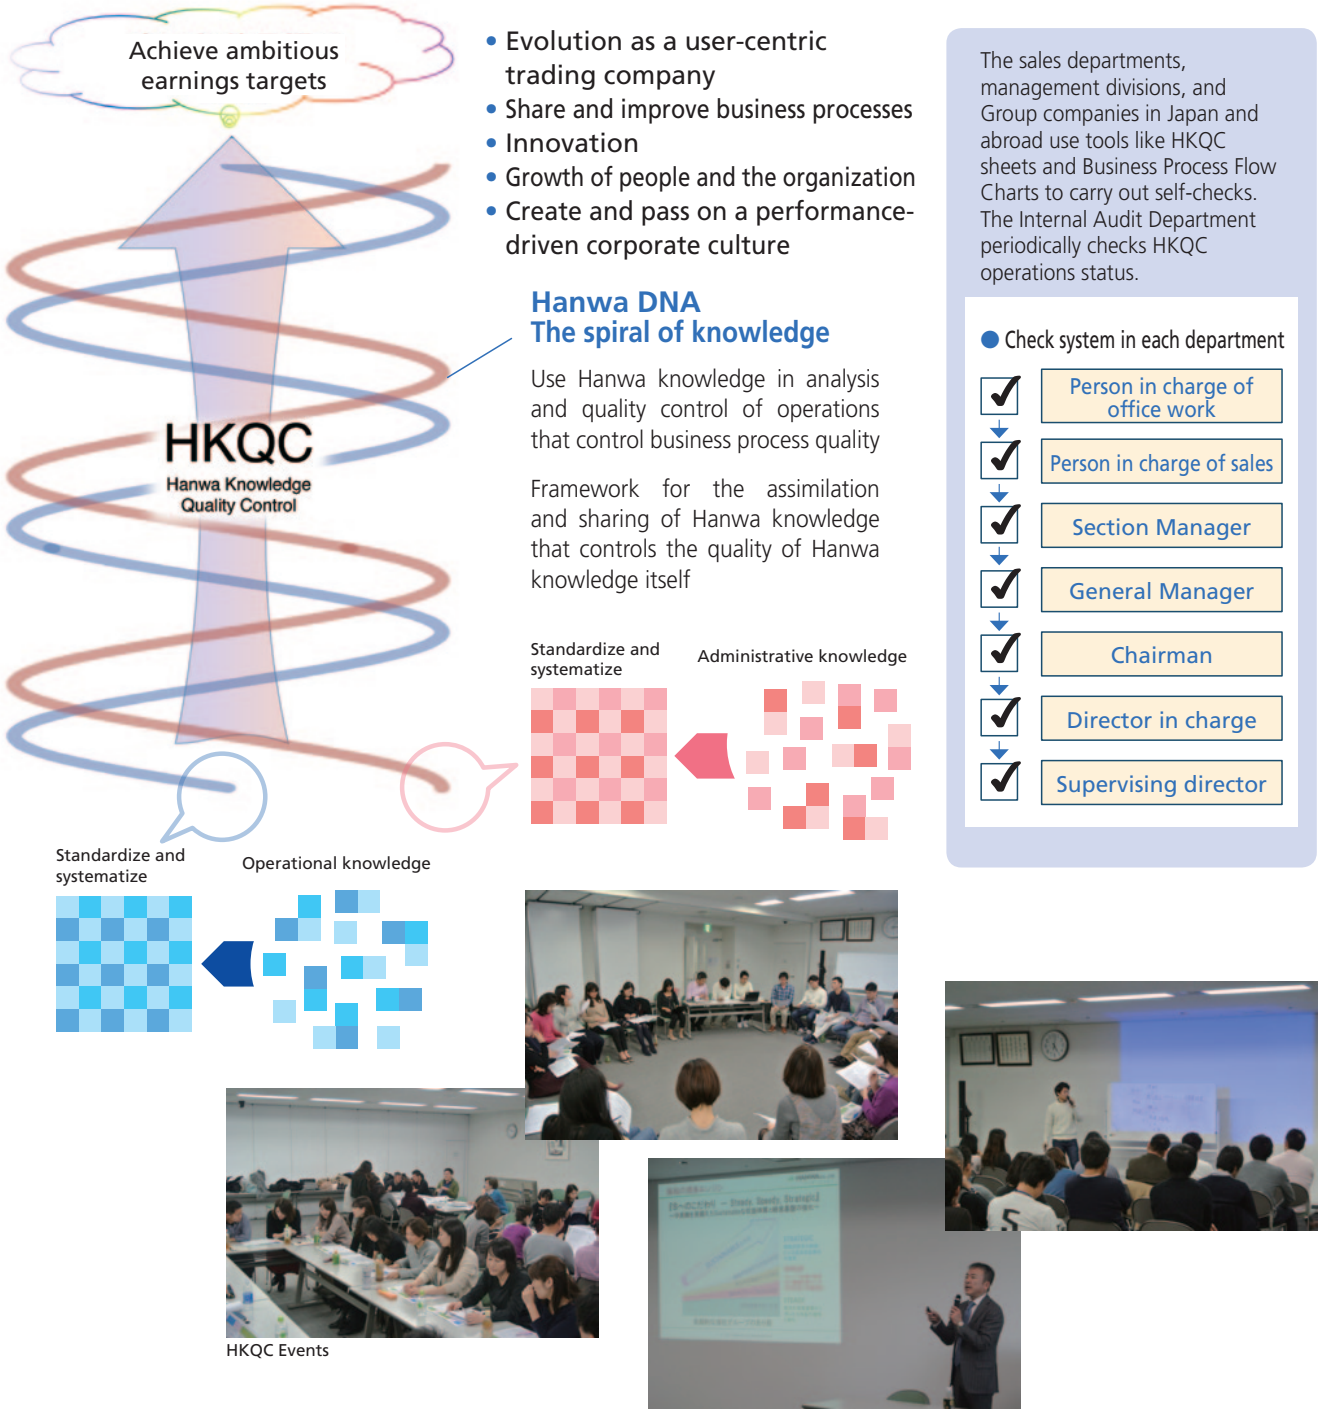 Achieve ambitious
earnings targets
• Evolution as a user-centric
trading company
• Share and improve business processes
• Innovation
• Growth of people and the organization
• Create and pass on a performance-
driven corporate culture
Hanwa DNA
The spiral of knowledge
Use Hanwa knowledge in analysis
and quality control of operations
that control business process quality
Framework for the assimilation
and sharing of Hanwa knowledge
that controls the quality of Hanwa
knowledge itself
HKQC
Hanwa Knowledge
Quality Control
Standardize and
systematize
Administrative knowledge
Standardize and
systematize
Operational knowledge
The sales departments,
management divisions, and
Group companies in Japan and
abroad use tools like HKQC
sheets and Business Process Flow
Charts to carry out self-checks.
The Internal Audit Department
periodically checks HKQC
operations status.
● Check system in each department
Person in charge of
office work
Person in charge of sales
Section Manager
General Manager
Chairman
Director in charge
Supervising director
5
HKQC Events